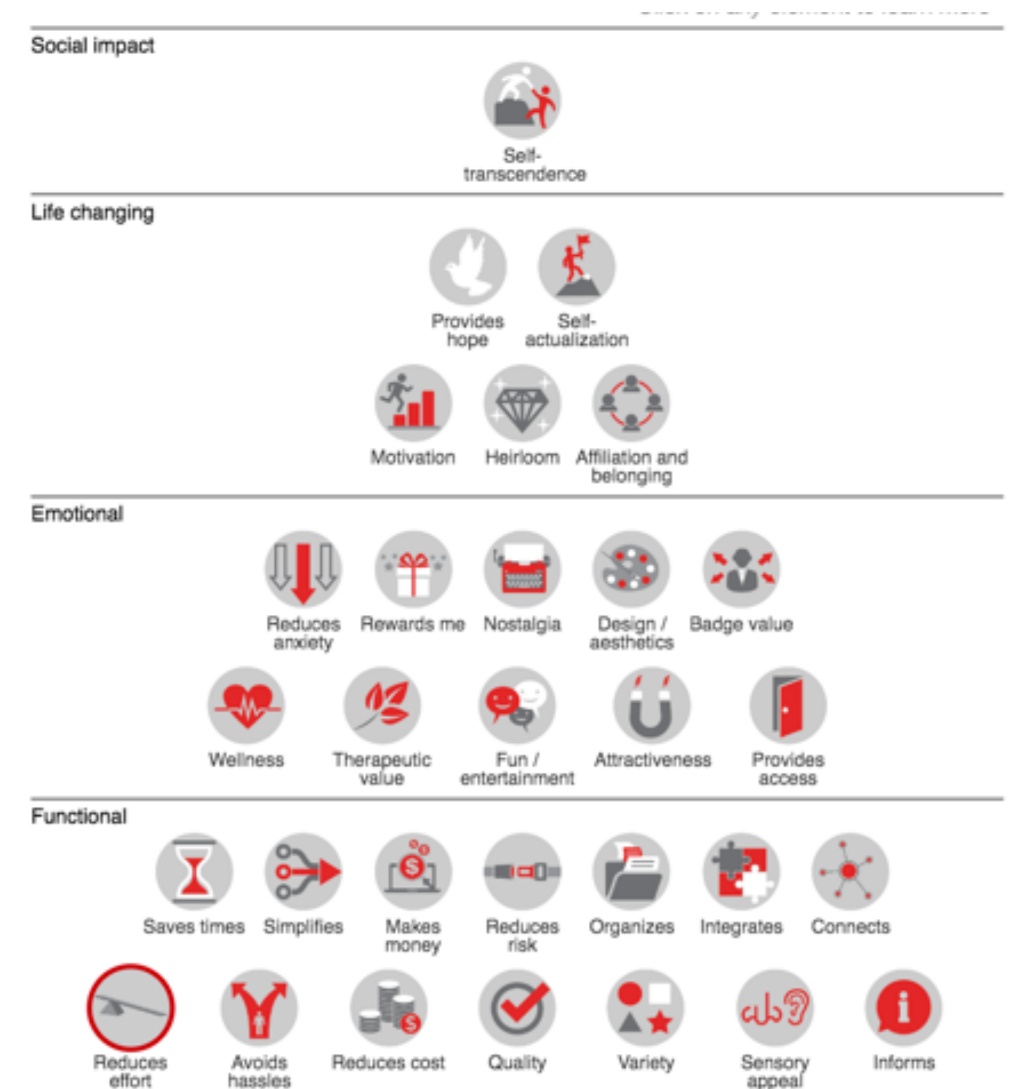 Social impact
Self-
transcendence
Life changing
Provides
hope
Self-
actualization
Motivation
Heirloom
Affiliation and
belonging
Emotional
Reduces
anxiety
Rewards me
Nostalgia
Design /
aesthetics
Badge value
Wellness
Therapeutic
value
Fun /
entertainment
Attractiveness
Provides
access
Functional
Saves times
Simplifies
Makes
money
Reduces
risk
Organizes
Integrates
Connects
Reduces
effort
Avoids
hassles
Reduces cost
Quality
Variety
Sensory
appeal
Informs